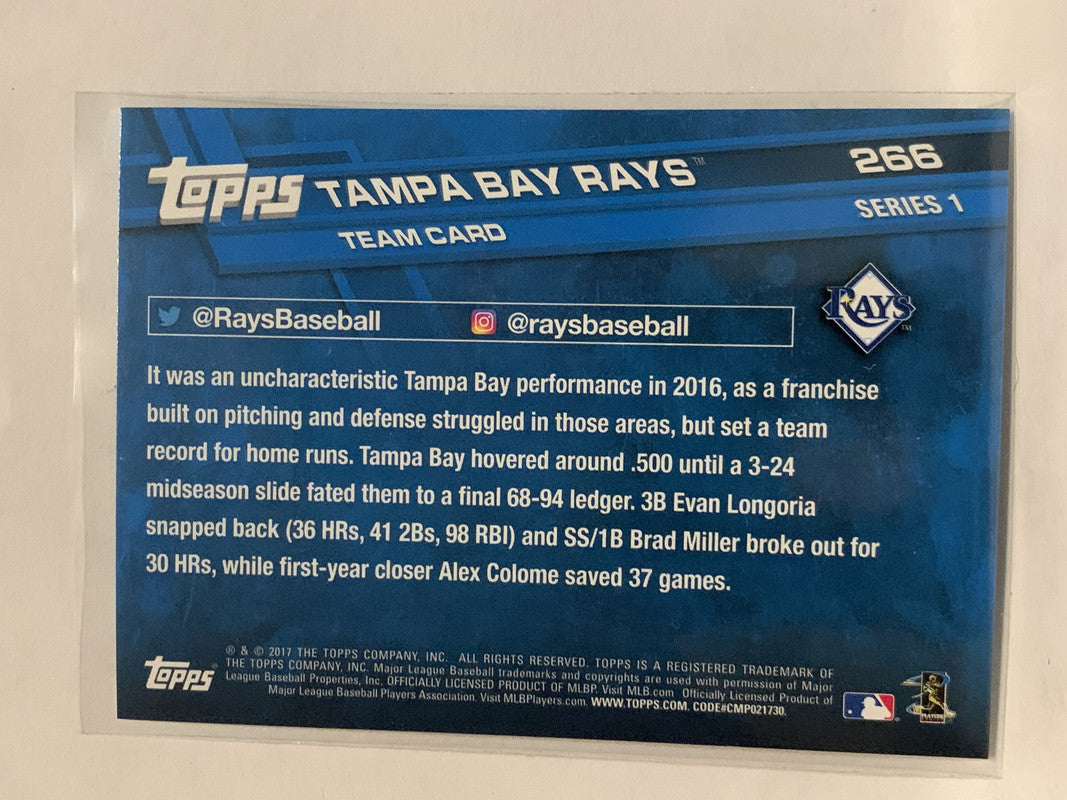 topps TAMPA BAY RAYS™ 266
TEAM CARD SERIES 1
RAYS™
@RaysBaseball @raysbaseball
It was an uncharacteristic Tampa Bay performance in 2016, as a franchise
built on pitching and defense struggled in those areas, but set a team
record for home runs. Tampa Bay hovered around .500 until a 3-24
midseason slide fated them to a final 68-94 ledger. 3B Evan Longoria
snapped back (36 HRs, 41 2Bs, 98 RBI) and SS/1B Brad Miller broke out for
30 HRs, while first-year closer Alex Colome saved 37 games.
topps®
® & © 2017 THE TOPPS COMPANY, INC. ALL RIGHTS RESERVED. TOPPS IS A REGISTERED TRADEMARK OF
THE TOPPS COMPANY, INC. Major League Baseball trademarks and copyrights are used with permission of Major
League Baseball Properties, Inc. OFFICIALLY LICENSED PRODUCT OF MLBP. Visit MLB.com Officially Licensed Product of
Major League Baseball Players Association. Visit MLBPlayers.com. WWW.TOPPS.COM. CODE#CMP021730.
PLAYERS